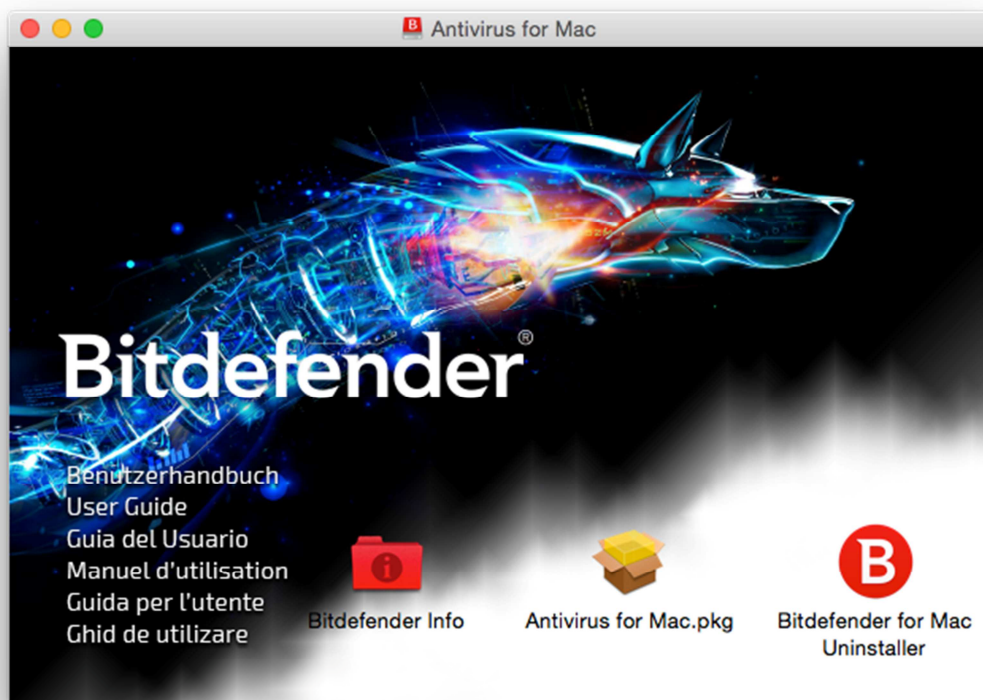 Antivirus for Mac
Bitdefender®
Benutzerhandbuch
User Guide
Guia del Usuario
Manuel d'utilisation
Guida per l'utente
Ghid de utilizare
Bitdefender Info
Antivirus for Mac.pkg
Bitdefender for Mac
Uninstaller